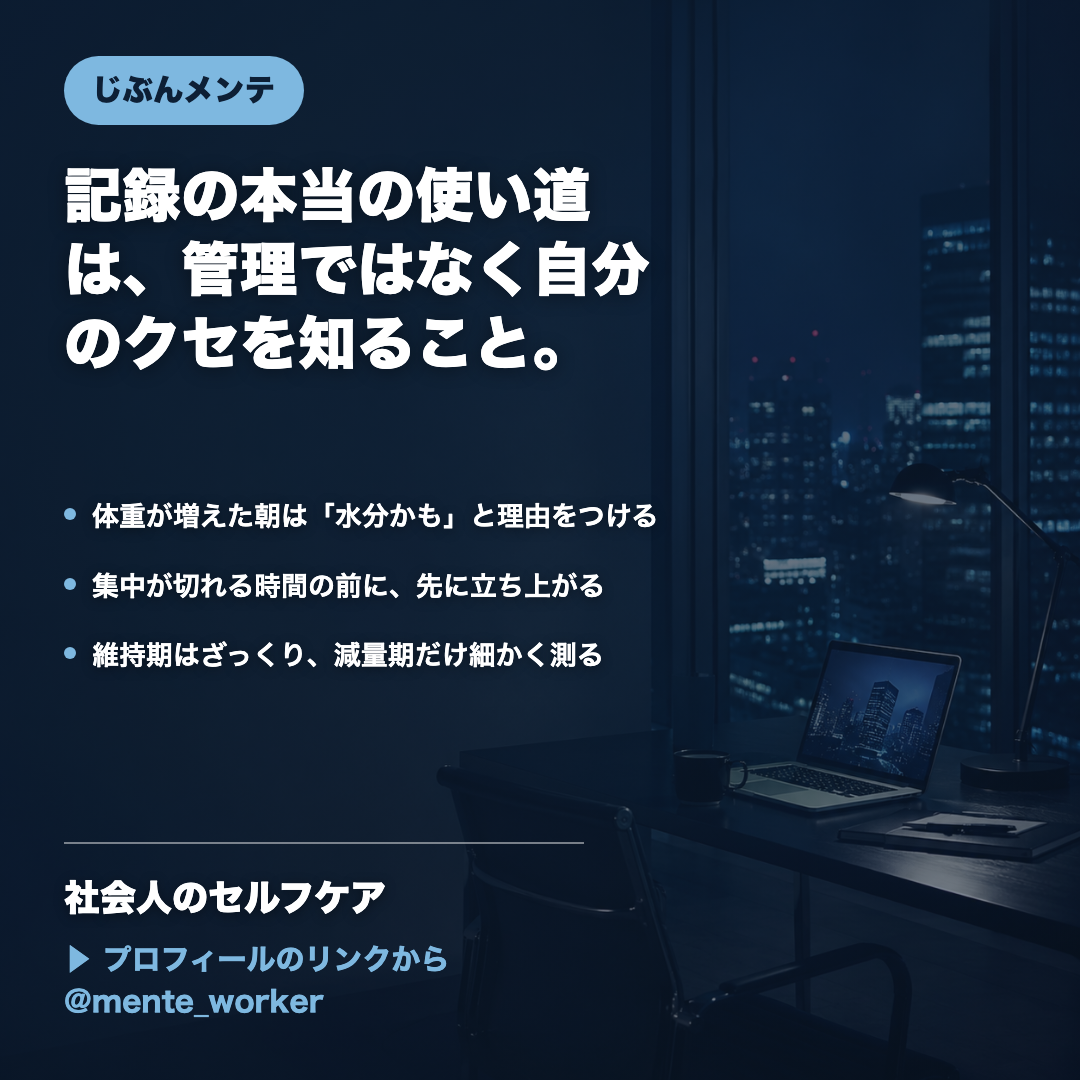 じぶんメンテ
記録の本当の使い道
は、管理ではなく自分
のクセを知ること。
体重が増えた朝は「水分かも」と理由をつける
集中が切れる時間の前に、先に立ち上がる
維持期はざっくり、減量期だけ細かく測る
社会人のセルフケア
▶ プロフィールのリンクから
@mente_worker